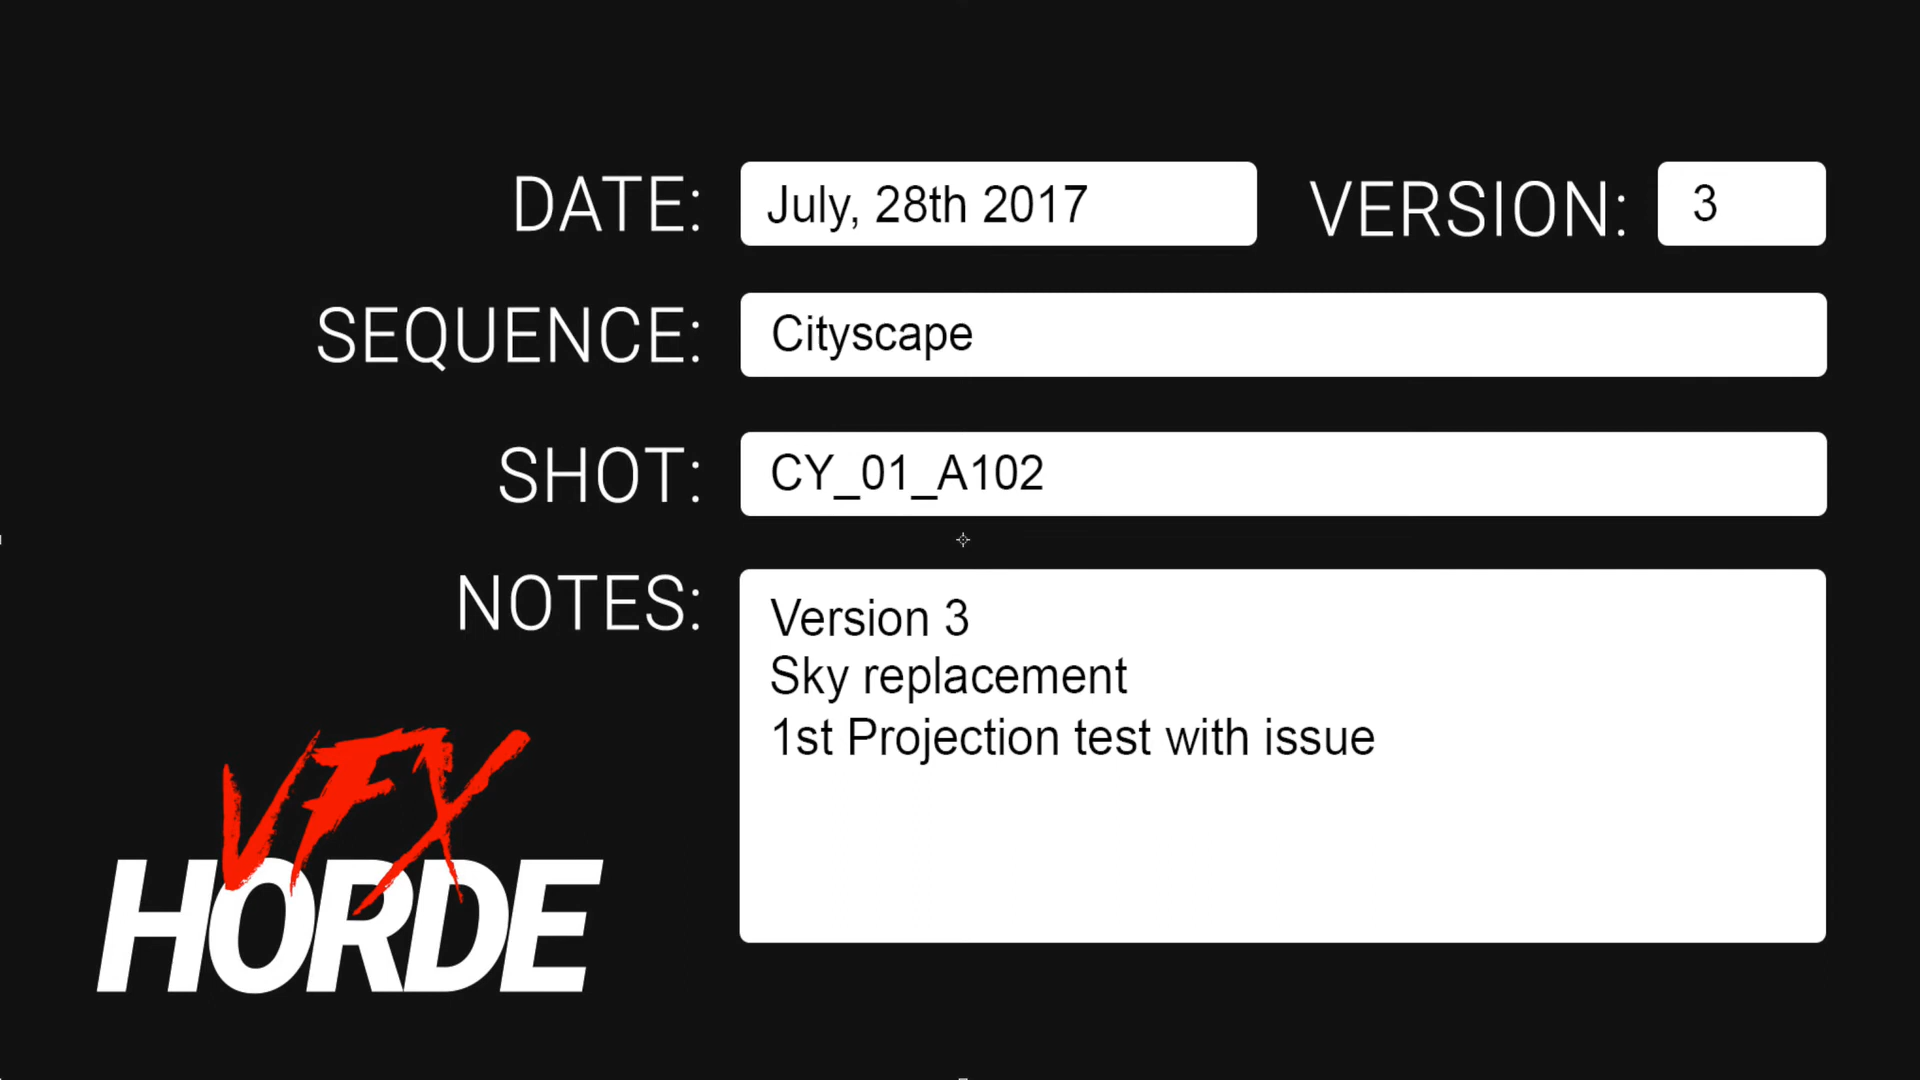 DATE: July, 28th 2017 VERSION: 3
SEQUENCE: Cityscape
SHOT: CY_01_A102
NOTES: Version 3
Sky replacement
1st Projection test with issue
VFX
HORDE